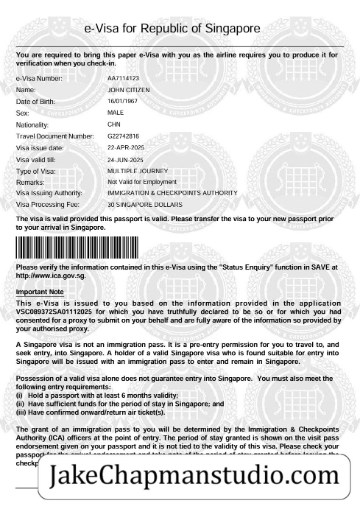 e-Visa for Republic of Singapore
You are required to bring this paper e-Visa with you as the airline requires you to produce it for
verification when you check-in.
e-Visa Number: AA7114123
Name: JOHN CITIZEN
Date of Birth: 16/01/1967
Sex: MALE
Nationality: CHN
Travel Document Number: G22742816
Visa issue date: 22-APR-2025
Visa valid till: 24-JUN-2025
Type of Visa: MULTIPLE JOURNEY
Remarks: Not Valid for Employment
Visa Issuing Authority: IMMIGRATION & CHECKPOINTS AUTHORITY
Visa Processing Fee: 30 SINGAPORE DOLLARS
The visa is valid provided this passport is valid. Please transfer the visa to your new passport prior
to your arrival in Singapore.
Please verify the information contained in this e-Visa using the "Status Enquiry" function in SAVE at
http://www.ica.gov.sg.
Important Note
This e-Visa is issued to you based on the information provided in the application
VSC089372SA01112025 for which you have truthfully declared to be so or for which you had
consented for a proxy to submit on your behalf and are fully aware of the information so provided by
your authorised proxy.
A Singapore visa is not an immigration pass. It is a pre-entry permission for you to travel to, and
seek entry, into Singapore. A holder of a valid Singapore visa who is found suitable for entry into
Singapore will be issued with an immigration pass to enter and remain in Singapore.
Possession of a valid visa alone does not guarantee entry into Singapore. You must also meet the
following entry requirements:
(i) Hold a passport with at least 6 months validity;
(ii) Have sufficient funds for the period of stay in Singapore; and
(iii) Have confirmed onward/return air ticket(s).
The grant of an immigration pass to you will be determined by the Immigration & Checkpoints
Authority (ICA) officers at the point of entry. The period of stay granted is shown on the visit pass
endorsement given on your passport and it is not tied to the validity of this visa. Please check your
passport
checkp
JakeChapmanstudio.com